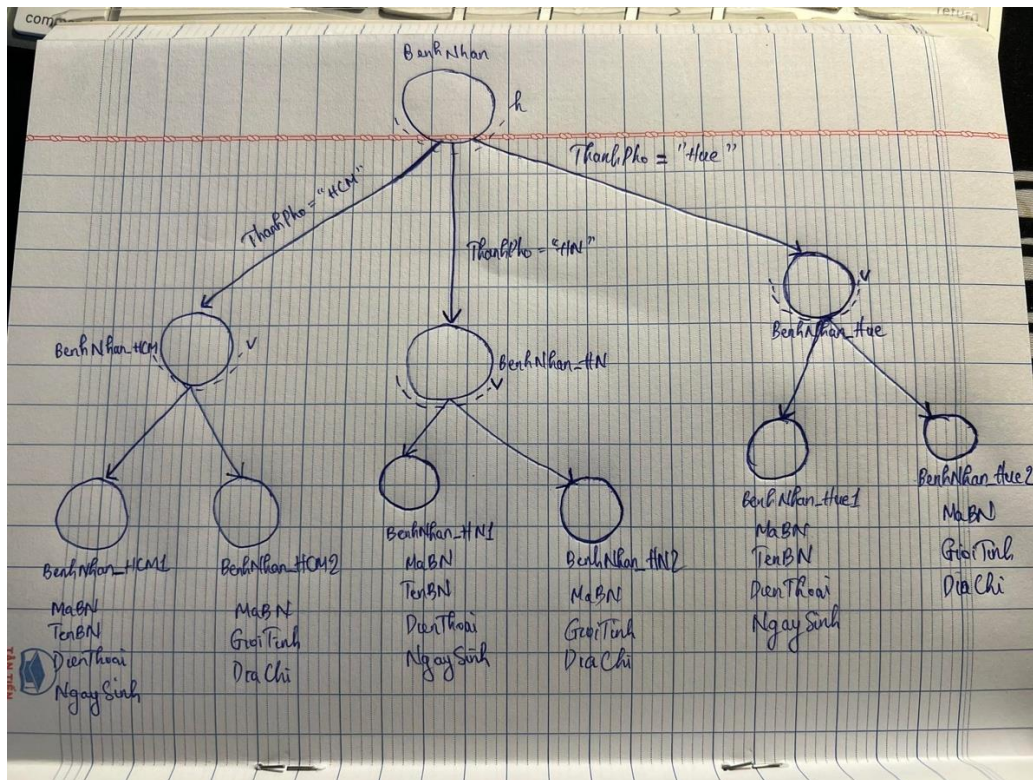 BenhNhan
h
ThanhPho = "Hue"
ThanhPho = "HCM"
ThanhPho = "HN"
BenhNhan_HCM
v
BenhNhan_HN
v
BenhNhan_Hue
v
BenhNhan_HCM1
MaBN
TenBN
DienThoai
NgaySinh
BenhNhan_HCM2
MaBN
GioiTinh
DiaChi
BenhNhan_HN1
MaBN
TenBN
DienThoai
NgaySinh
BenhNhan_HN2
MaBN
GioiTinh
DiaChi
BenhNhan_Hue1
MaBN
TenBN
DienThoai
NgaySinh
BenhNhan_Hue2
MaBN
GioiTinh
DiaChi